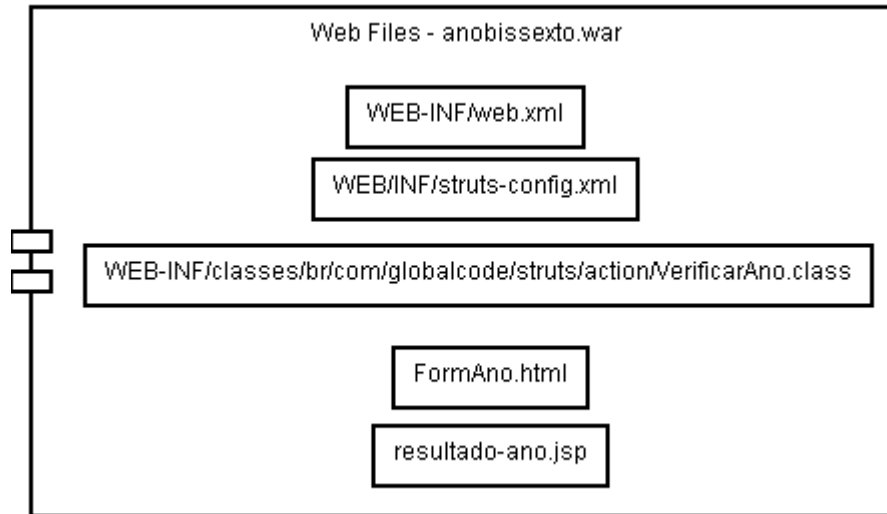 Web Files - anobissexto.war
WEB-INF/web.xml
WEB/INF/struts-config.xml
WEB-INF/classes/br/com/globalcode/struts/action/VerificarAno.class
FormAno.html
resultado-ano.jsp